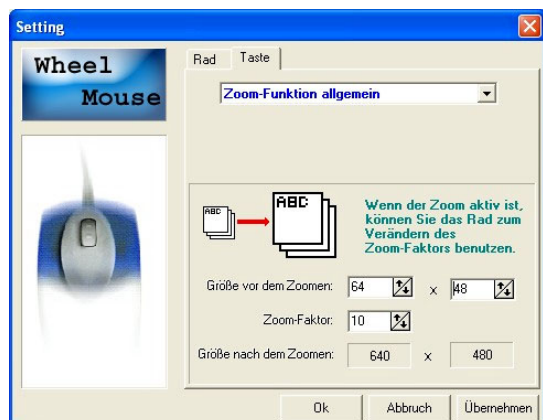 Setting
Wheel
Mouse
Rad Taste
Zoom-Funktion allgemein
ABC
ABC
Wenn der Zoom aktiv ist,
können Sie das Rad zum
Verändern des
Zoom-Faktors benutzen.
Größe vor dem Zoomen: 64 x 48
Zoom-Faktor: 10
Größe nach dem Zoomen: 640 x 480
Ok Abbruch Übernehmen